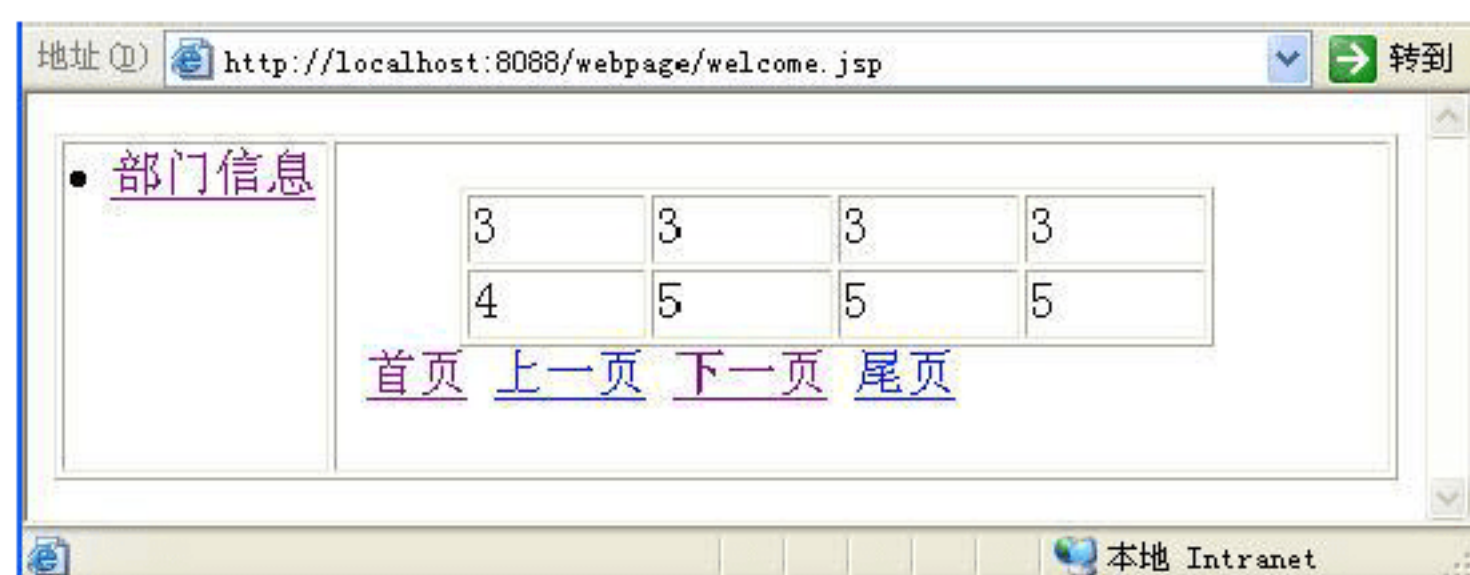 地址(D) http://localhost:8088/webpage/welcome.jsp 转到
• 部门信息
3 3 3 3
4 5 5 5
首页 上一页 下一页 尾页
本地 Intranet